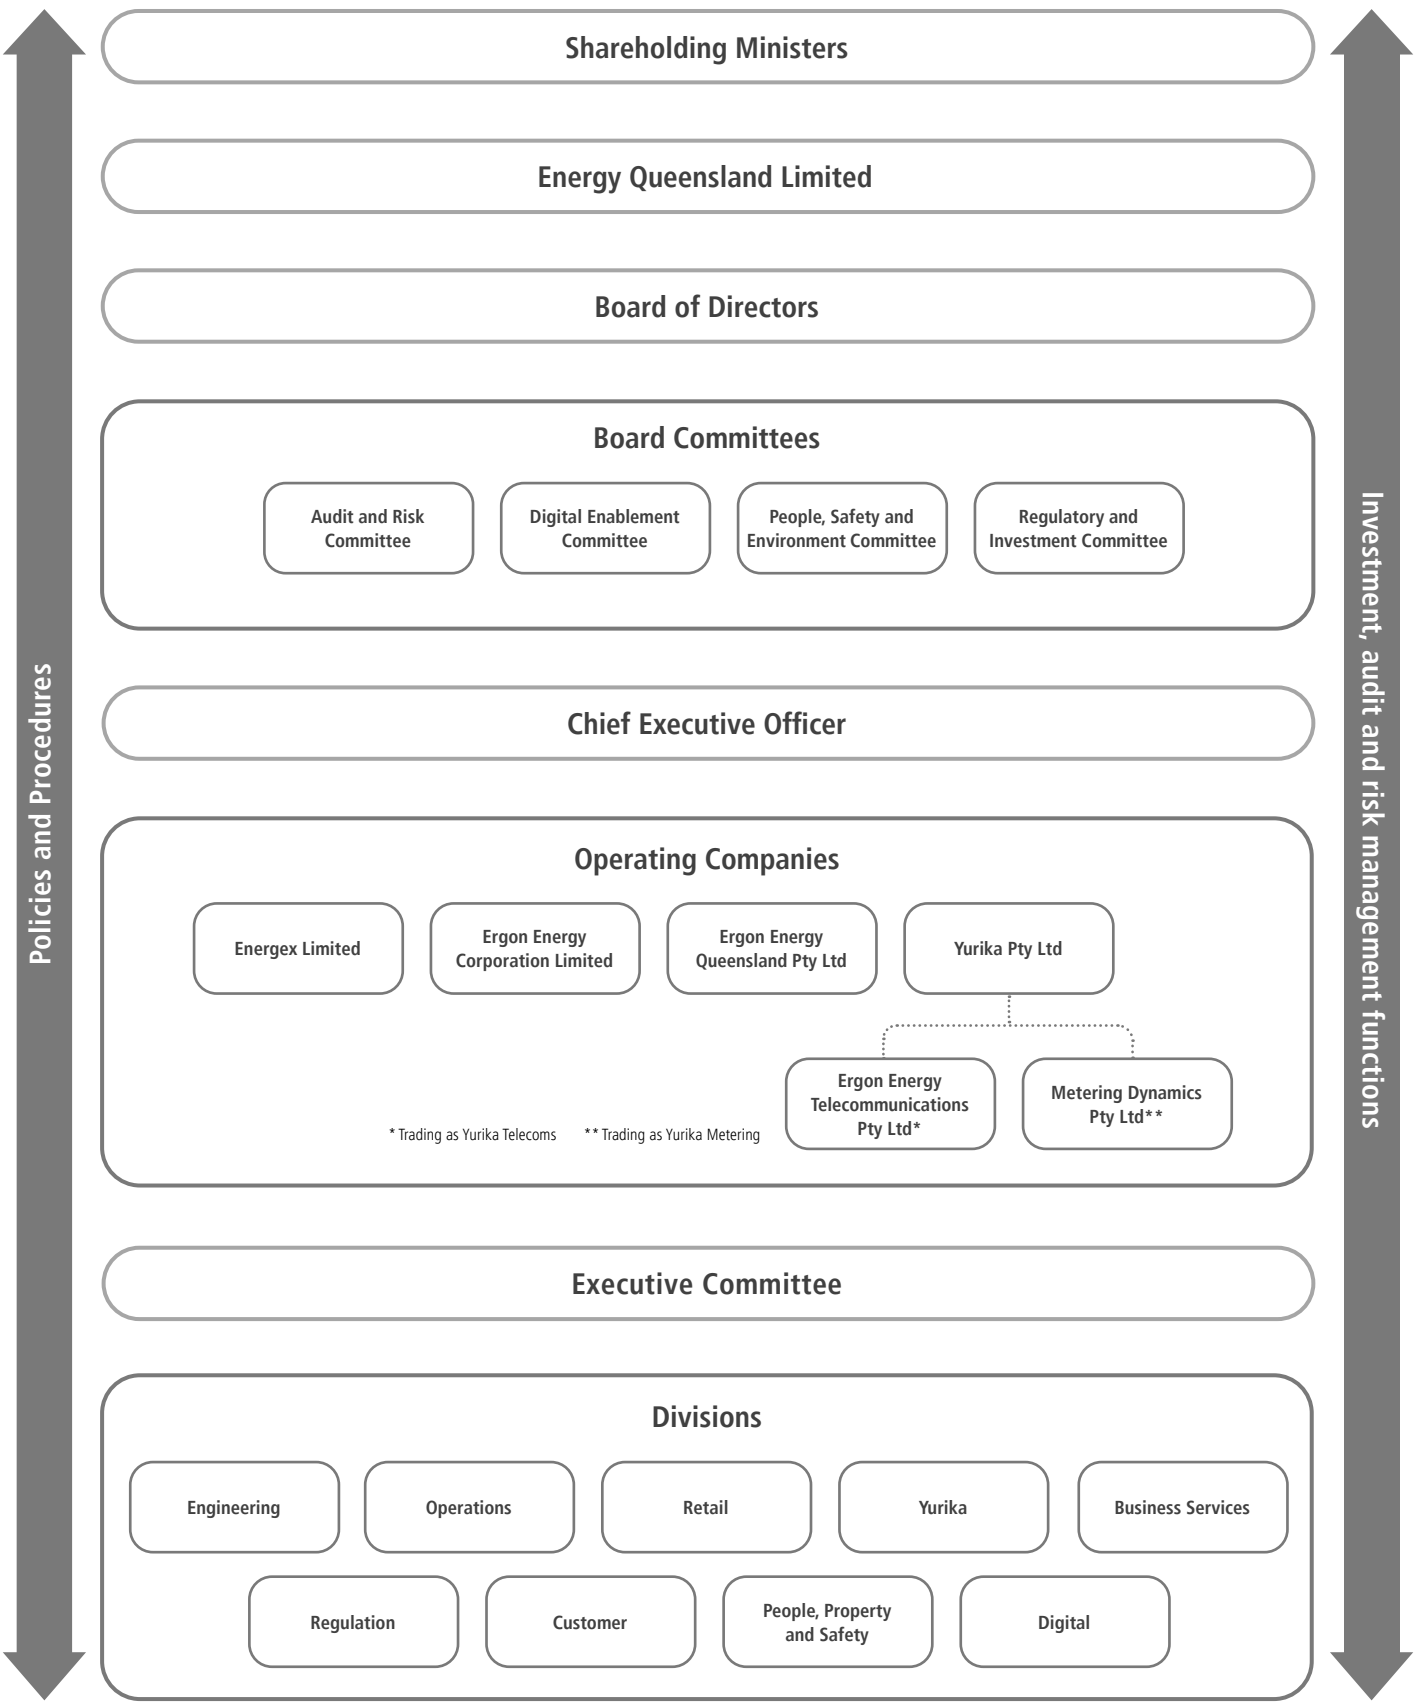 Shareholding Ministers
Energy Queensland Limited
Board of Directors
Board Committees
Audit and Risk
Committee
Digital Enablement
Committee
People, Safety and
Environment Committee
Regulatory and
Investment Committee
Chief Executive Officer
Operating Companies
Energex Limited
Ergon Energy
Corporation Limited
Ergon Energy
Queensland Pty Ltd
Yurika Pty Ltd
Ergon Energy
Telecommunications
Pty Ltd*
Metering Dynamics
Pty Ltd**
* Trading as Yurika Telecoms
** Trading as Yurika Metering
Executive Committee
Divisions
Engineering
Operations
Retail
Yurika
Business Services
Regulation
Customer
People, Property
and Safety
Digital
Policies and Procedures
Investment, audit and risk management functions